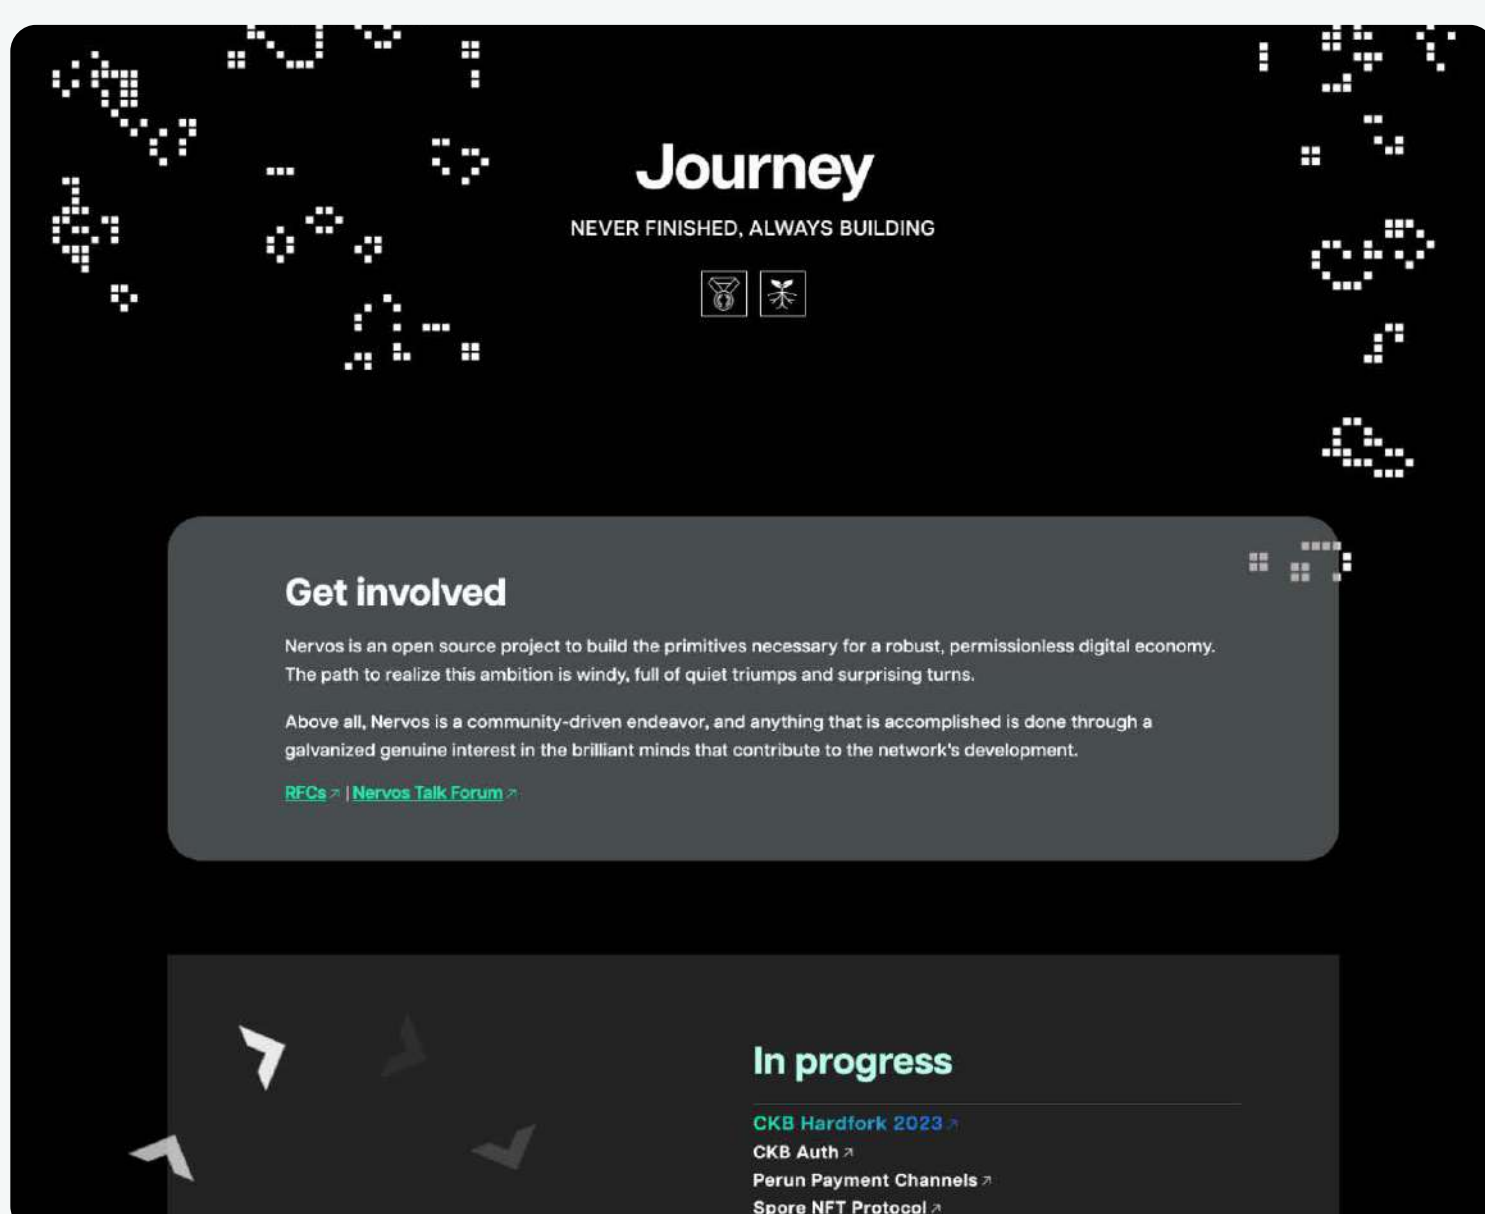 Journey
NEVER FINISHED, ALWAYS BUILDING
Get involved
Nervos is an open source project to build the primitives necessary for a robust, permissionless digital economy.
The path to realize this ambition is windy, full of quiet triumps and surprising turns.
Above all, Nervos is a community-driven endeavor, and anything that is accomplished is done through a
galvanized genuine interest in the brilliant minds that contribute to the network's development.
RFCs↗ | Nervos Talk Forum↗
In progress
CKB Hardfork 2023↗
CKB Auth↗
Perun Payment Channels↗
Spore NFT Protocol↗